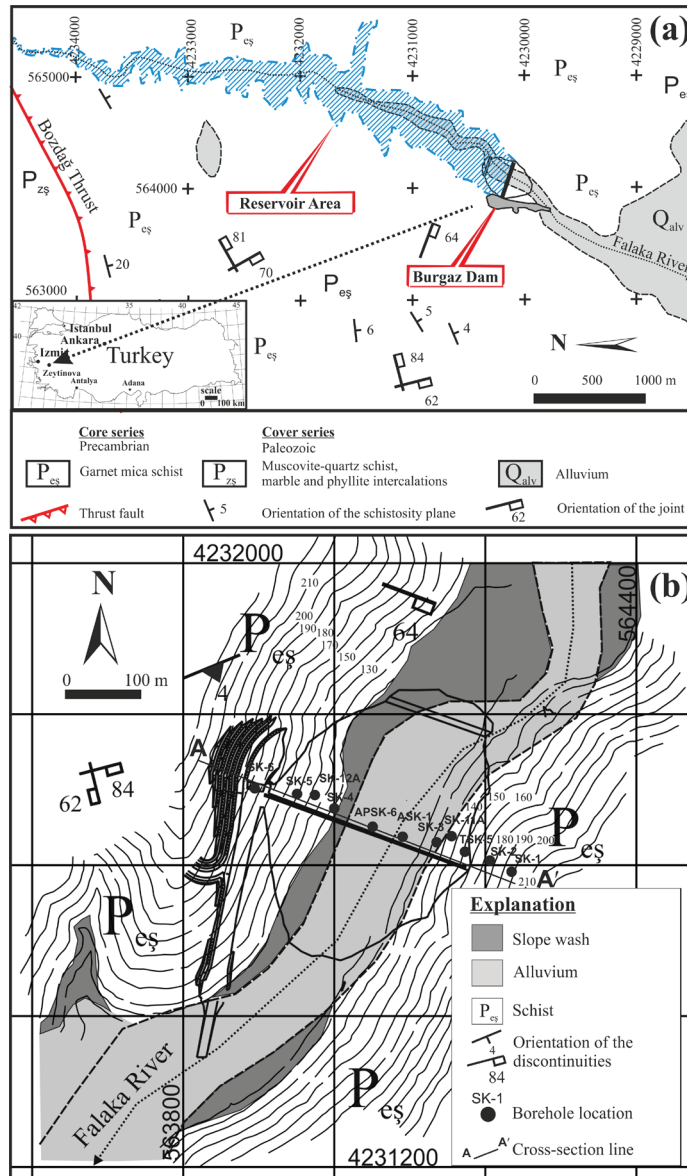 (a)
4234000
4233000
4232000
4231000
4230000
4229000
565000
564000
563000
Peş
Peş
Peş
Peş
Peş
Peş
Peş
Pzş
Bozdağ Thrust
20
81
70
64
6
5
4
84
62
Reservoir Area
Burgaz Dam
Qalv
Falaka River
N
0 500 1000 m
42
40
35
Istanbul
Ankara
Izmir
Zeytinova
Antalya
Adana
Turkey
scale
0 100 km
Core series
Precambrian
Peş Garnet mica schist
Thrust fault
Cover series
Paleozoic
Pzş Muscovite-quartz schist,
marble and phyllite intercalations
5 Orientation of the schistosity plane
Qalv Alluvium
62 Orientation of the joint
(b)
4232000
564400
N
0 100 m
210
200
190
180
170
150
130
Peş
64
4
A
SK-6
SK-5
SK-12A
SK-4
APSK-6
ASK-1
SK-3
SK-11A
TSK-5
SK-2
SK-1
A'
62
84
140
150
160
180
190
200
210
Peş
Peş
Peş
Falaka River
563800
4231200
Explanation
Slope wash
Alluvium
Peş Schist
4 Orientation of the
84 discontinuities
SK-1 Borehole location
A A' Cross-section line